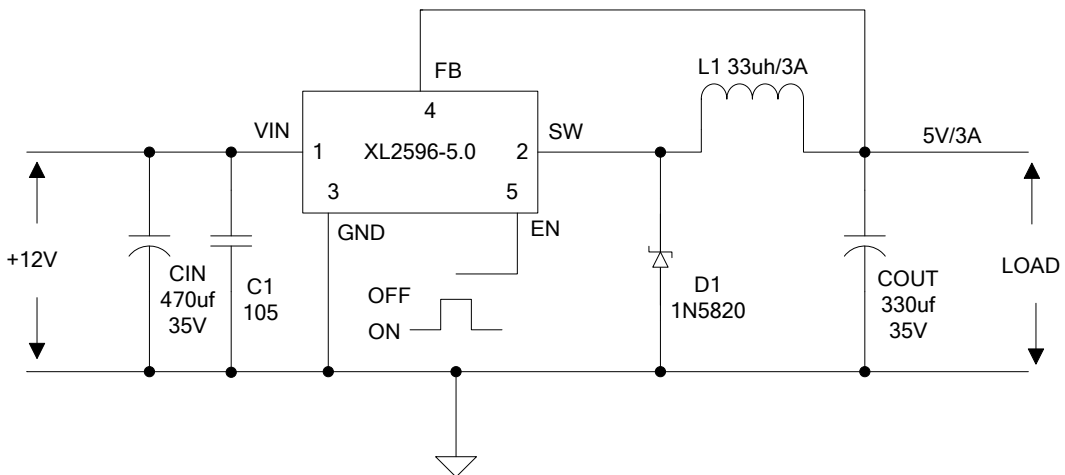 FB
L1 33uh/3A
4
VIN
SW
5V/3A
1
XL2596-5.0
2
3
5
GND
EN
+12V
CIN
470uf
35V
C1
105
OFF
ON
D1
1N5820
COUT
330uf
35V
LOAD